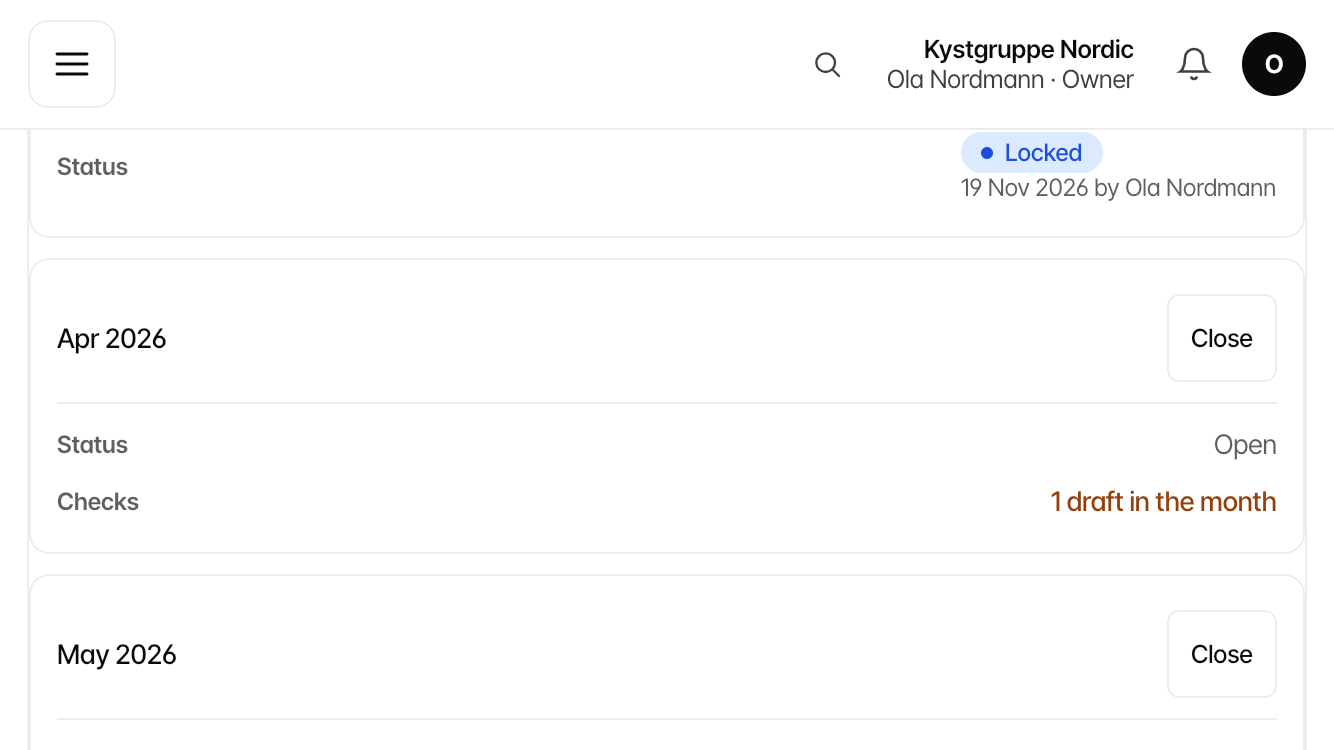 Kystgruppe Nordic
Ola Nordmann · Owner
O
Status
Locked
19 Nov 2026 by Ola Nordmann
Apr 2026
Close
Status
Open
Checks
1 draft in the month
May 2026
Close